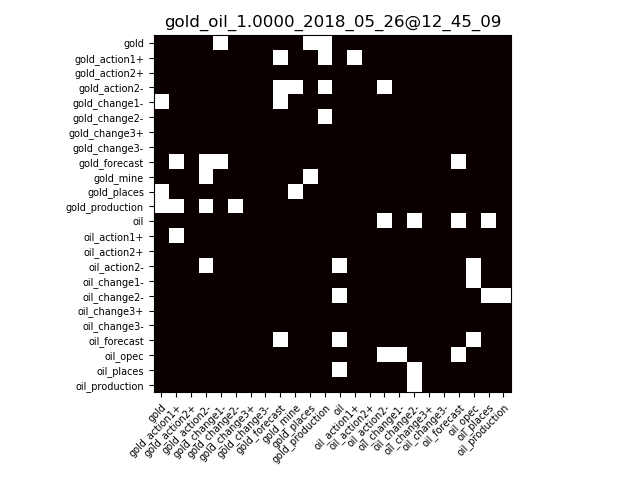 gold_oil_1.0000_2018_05_26@12_45_09
gold
gold_action1+
gold_action2+
gold_action2-
gold_change1-
gold_change2-
gold_change3+
gold_change3-
gold_forecast
gold_mine
gold_places
gold_production
oil
oil_action1+
oil_action2+
oil_action2-
oil_change1-
oil_change2-
oil_change3+
oil_change3-
oil_forecast
oil_opec
oil_places
oil_production
gold
gold_action1+
gold_action2+
gold_action2-
gold_change1-
gold_change2-
gold_change3+
gold_change3-
gold_forecast
gold_mine
gold_places
gold_production
oil
oil_action1+
oil_action2+
oil_action2-
oil_change1-
oil_change2-
oil_change3+
oil_change3-
oil_forecast
oil_opec
oil_places
oil_production